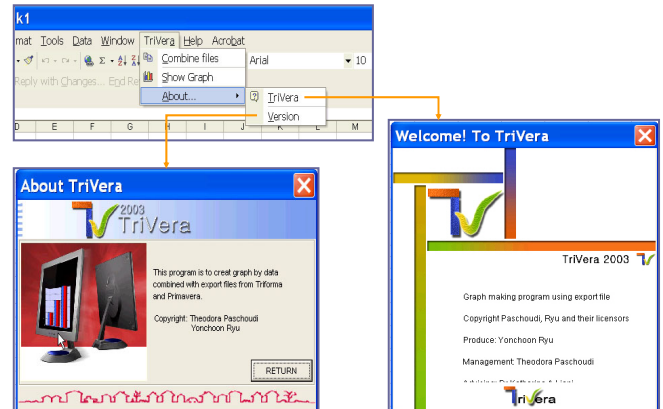 k1
mat Tools Data Window TriVera Help Acrobat
Σ Arial 10
Reply with Changes... End Re
Combine files
Show Graph
About...
TriVera
Version
D E F G H I J K L M
About TriVera
2003
TriVera
This program is to creat graph by data
combined with export files from Triforma
and Primavera.
Copyright: Theodora Paschoudi
Yonchoon Ryu
RETURN
Welcome! To TriVera
TriVera 2003
Graph making program using export file
Copyright Paschoudi, Ryu and their licensors
Produce: Yonchoon Ryu
Management: Theodora Paschoudi
TriVera